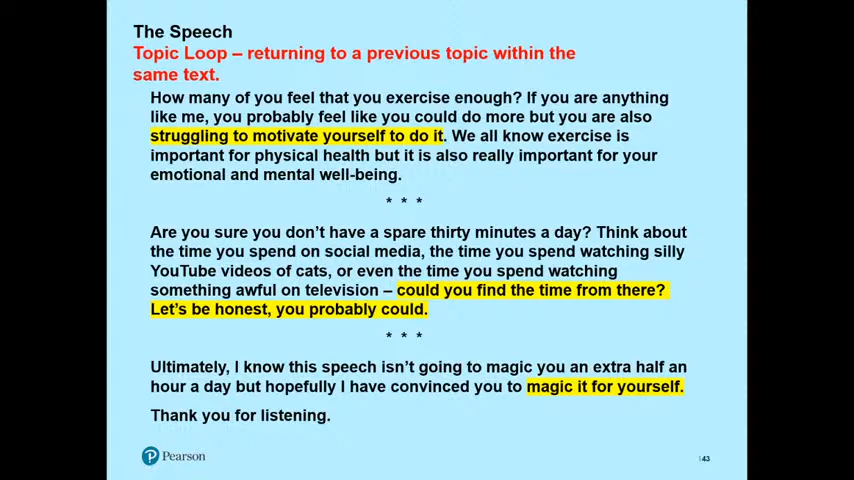 The Speech
Topic Loop – returning to a previous topic within the
same text.
How many of you feel that you exercise enough? If you are anything
like me, you probably feel like you could do more but you are also
struggling to motivate yourself to do it. We all know exercise is
important for physical health but it is also really important for your
emotional and mental well-being.
* * *
Are you sure you don’t have a spare thirty minutes a day? Think about
the time you spend on social media, the time you spend watching silly
YouTube videos of cats, or even the time you spend watching
something awful on television – could you find the time from there?
Let’s be honest, you probably could.
* * *
Ultimately, I know this speech isn’t going to magic you an extra half an
hour a day but hopefully I have convinced you to magic it for yourself.
Thank you for listening.
Pearson
43